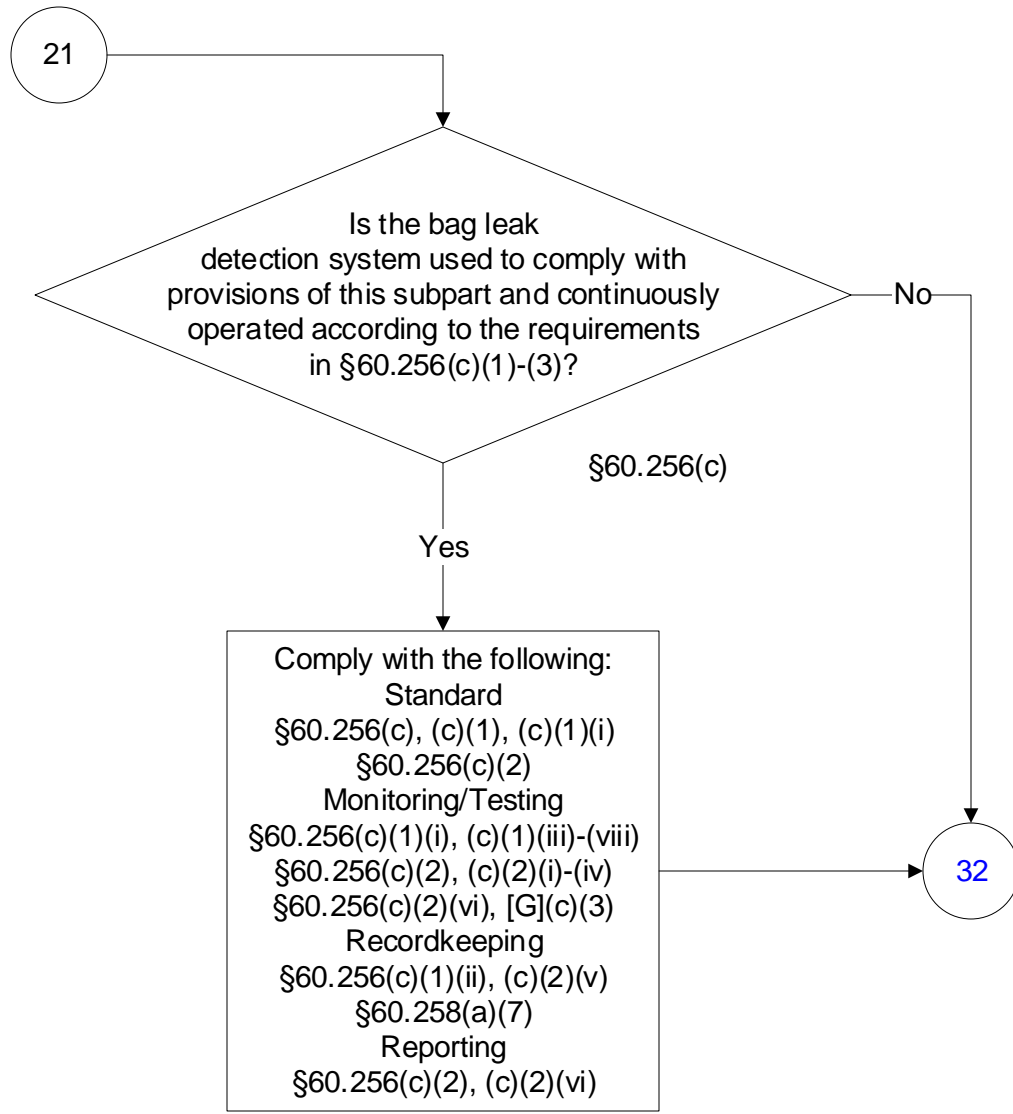 21
Is the bag leak
detection system used to comply with
provisions of this subpart and continuously
operated according to the requirements
in §60.256(c)(1)-(3)?
No
§60.256(c)
Yes
Comply with the following:
Standard
§60.256(c), (c)(1), (c)(1)(i)
§60.256(c)(2)
Monitoring/Testing
§60.256(c)(1)(i), (c)(1)(iii)-(viii)
§60.256(c)(2), (c)(2)(i)-(iv)
§60.256(c)(2)(vi), [G](c)(3)
Recordkeeping
§60.256(c)(1)(ii), (c)(2)(v)
§60.258(a)(7)
Reporting
§60.256(c)(2), (c)(2)(vi)
32